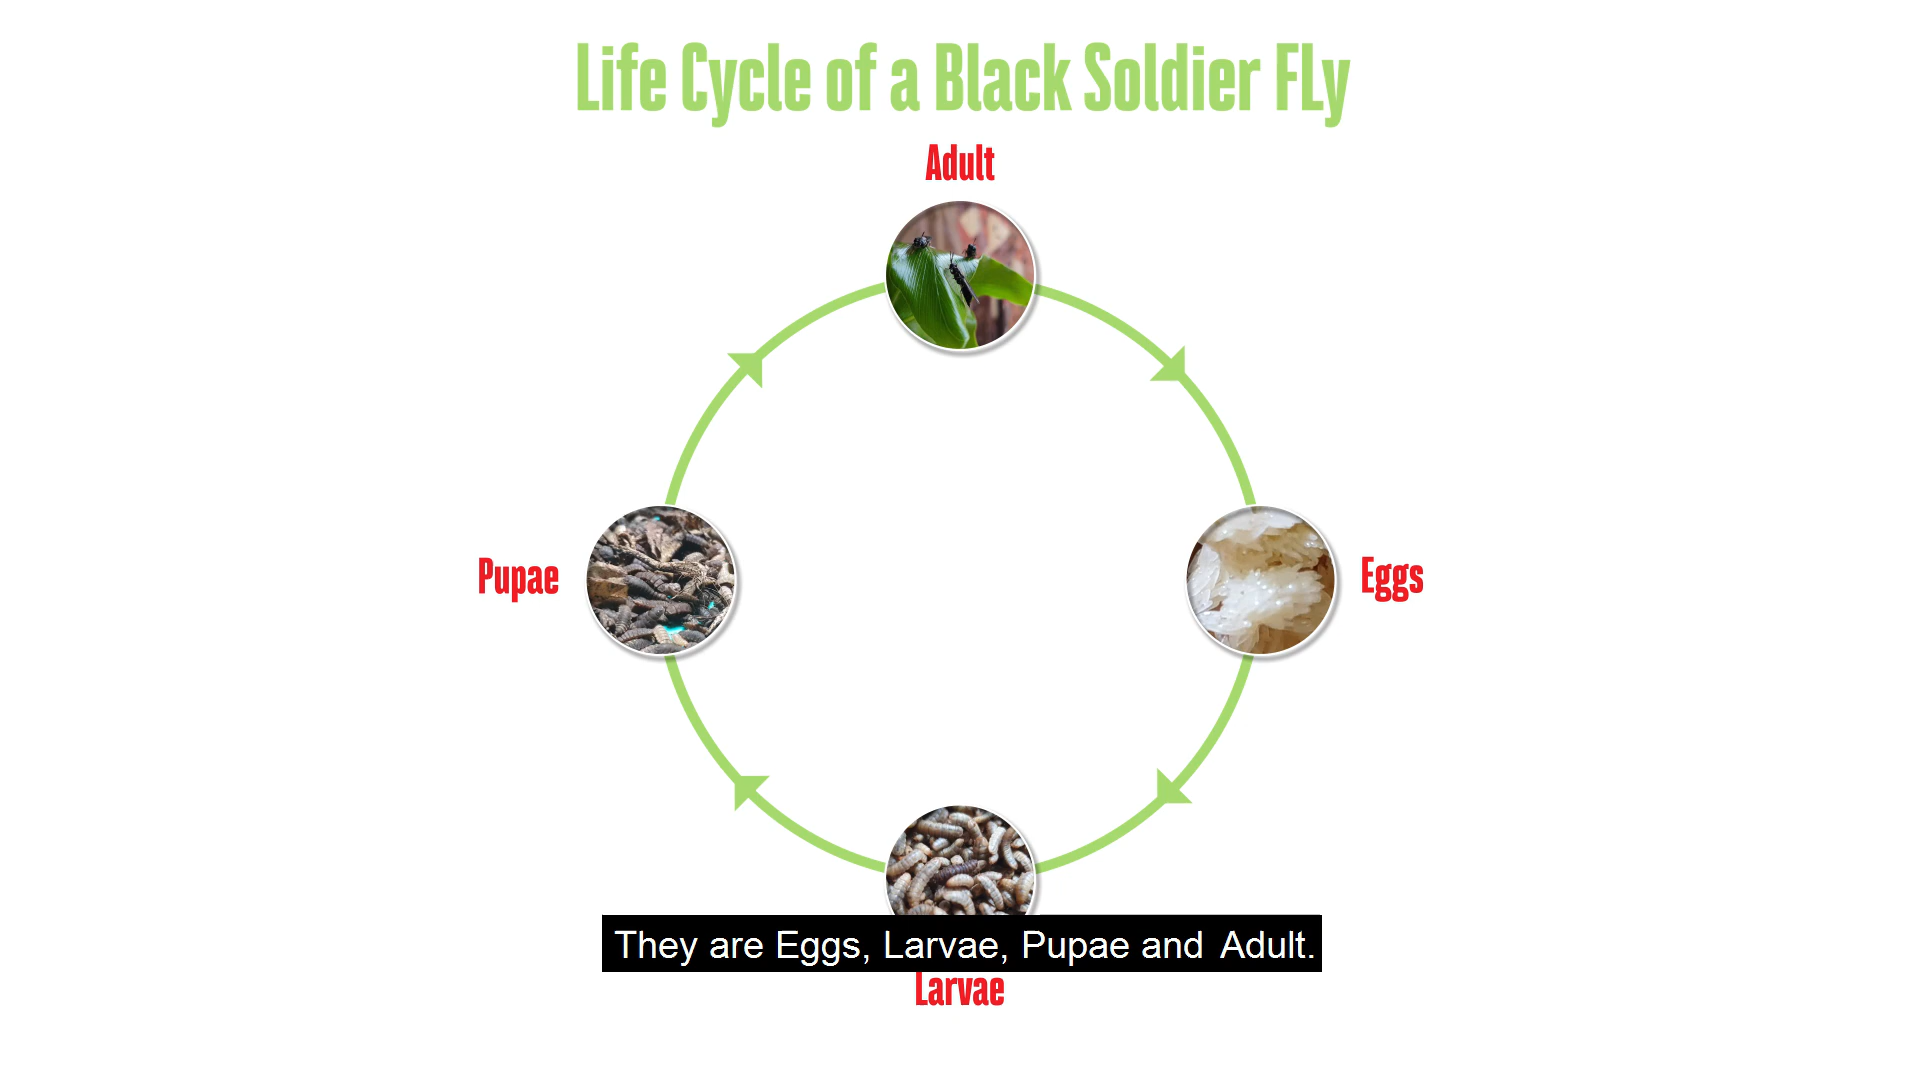 Life Cycle of a Black Soldier FLy
Adult
Pupae
Eggs
They are Eggs, Larvae, Pupae and Adult.
Larvae